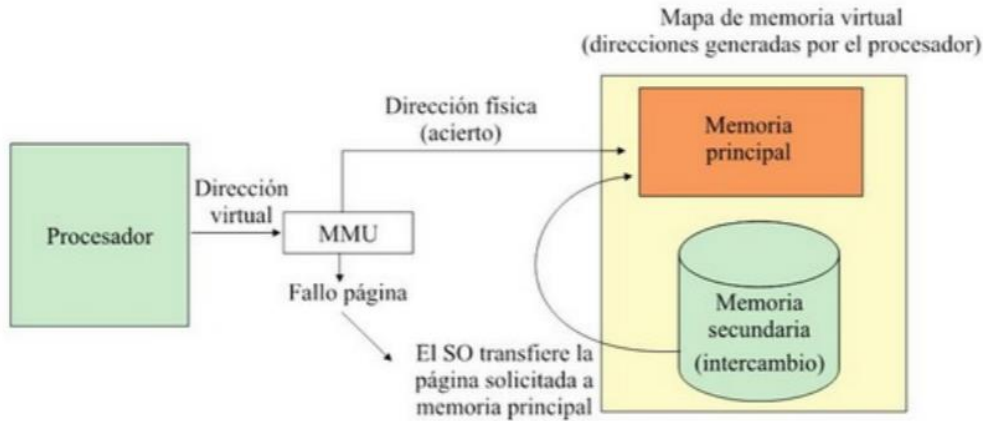 Mapa de memoria virtual
(direcciones generadas por el procesador)
Dirección física
(acierto)
Memoria
principal
Dirección
virtual
Procesador
MMU
Fallo página
Memoria
secundaria
(intercambio)
El SO transfiere la
página solicitada a
memoria principal